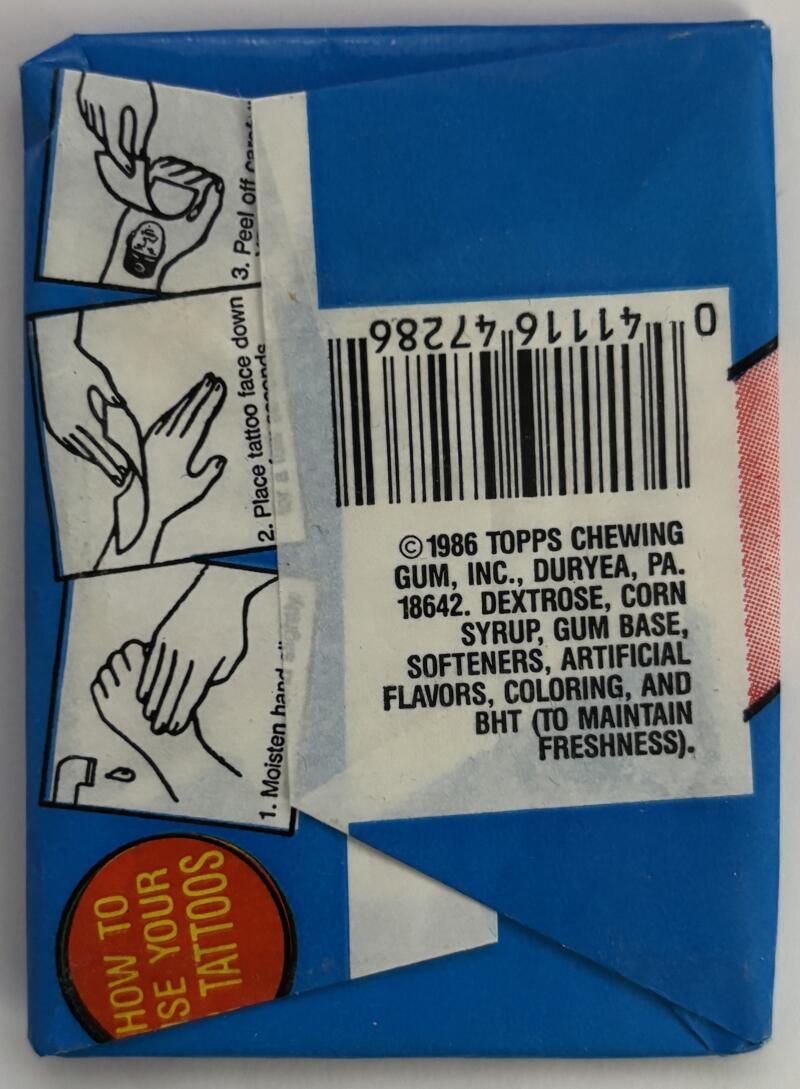 HOW TO
YOUR
TATTOOS
1. Moisten hand
2. Place tattoo face down
seconds
3. Peel off
0 41116 47286
©1986 TOPPS CHEWING
GUM, INC., DURYEA, PA.
18642. DEXTROSE, CORN
SYRUP, GUM BASE,
SOFTENERS, ARTIFICIAL
FLAVORS, COLORING, AND
BHT (TO MAINTAIN
FRESHNESS).